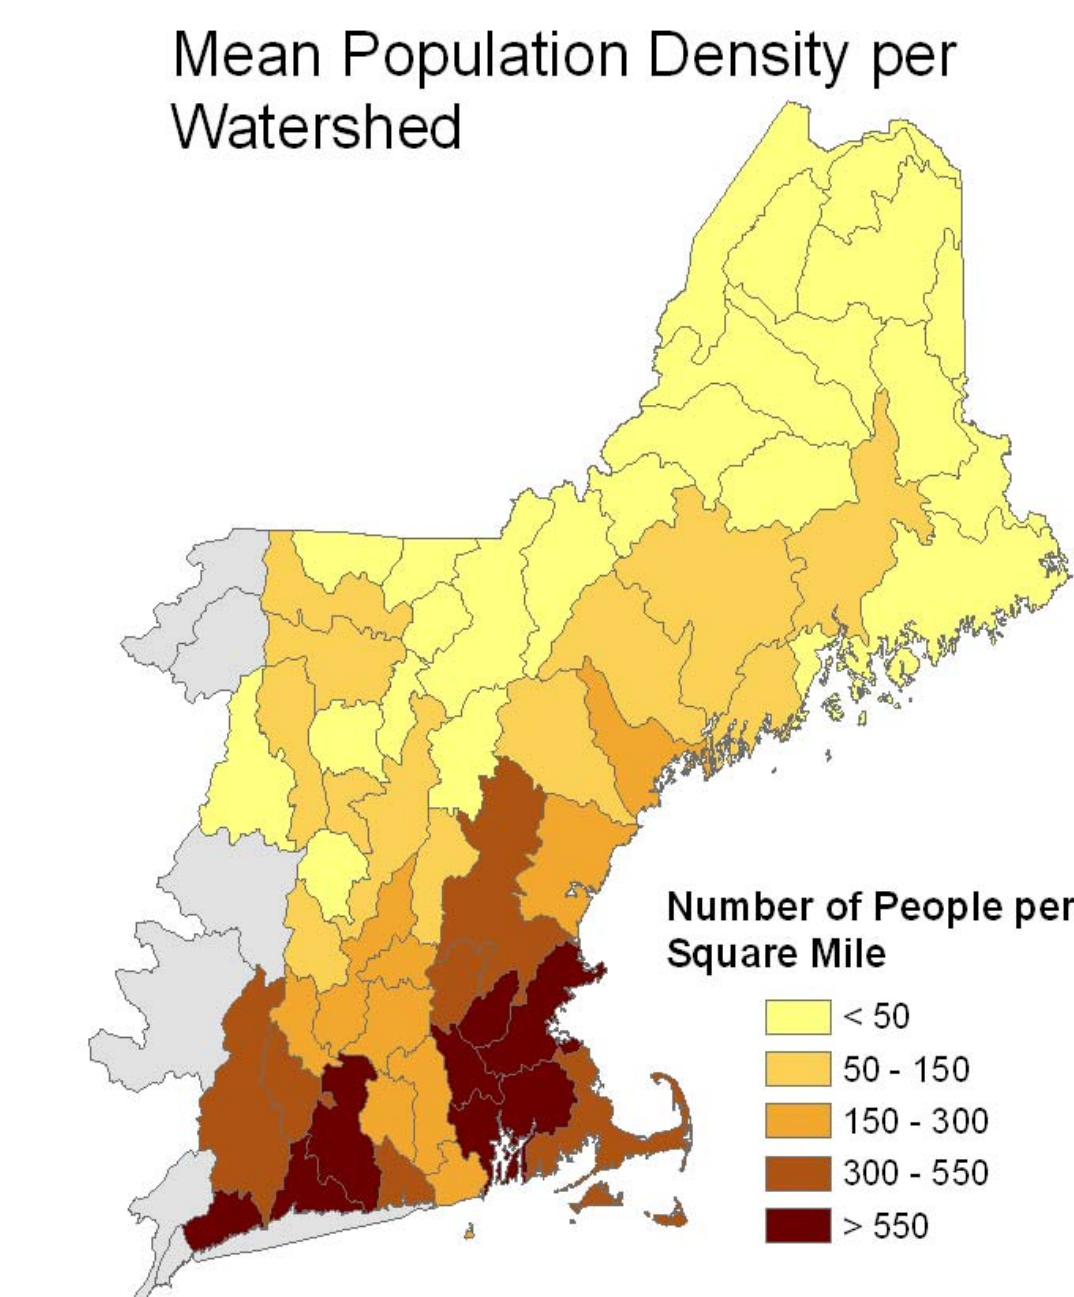 Mean Population Density per
Watershed
Number of People per
Square Mile
< 50
50 - 150
150 - 300
300 - 550
> 550